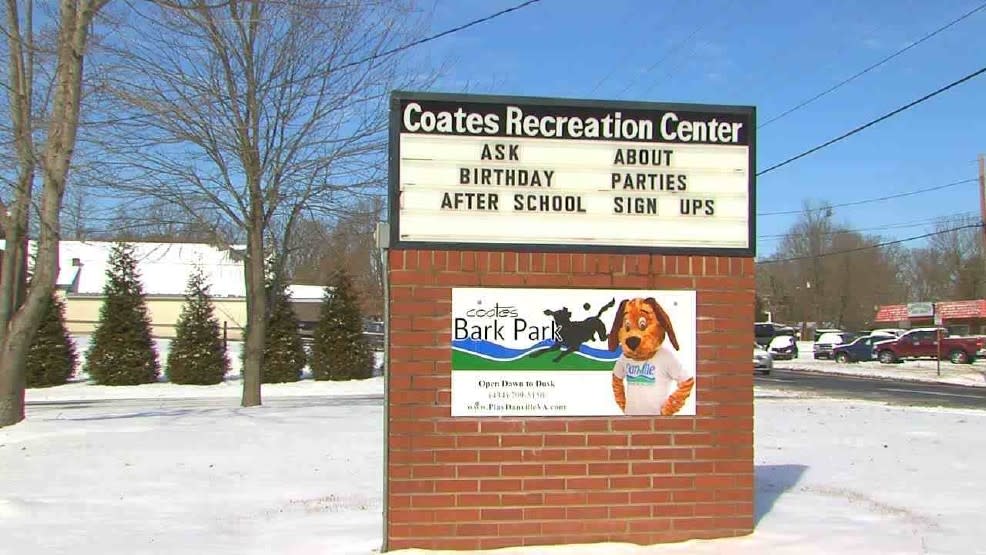 Coates Recreation Center
ASK ABOUT
BIRTHDAY PARTIES
AFTER SCHOOL SIGN UPS
coates
Bark Park
Open Dawn to Dusk
www.PlayDanvilleVA.com